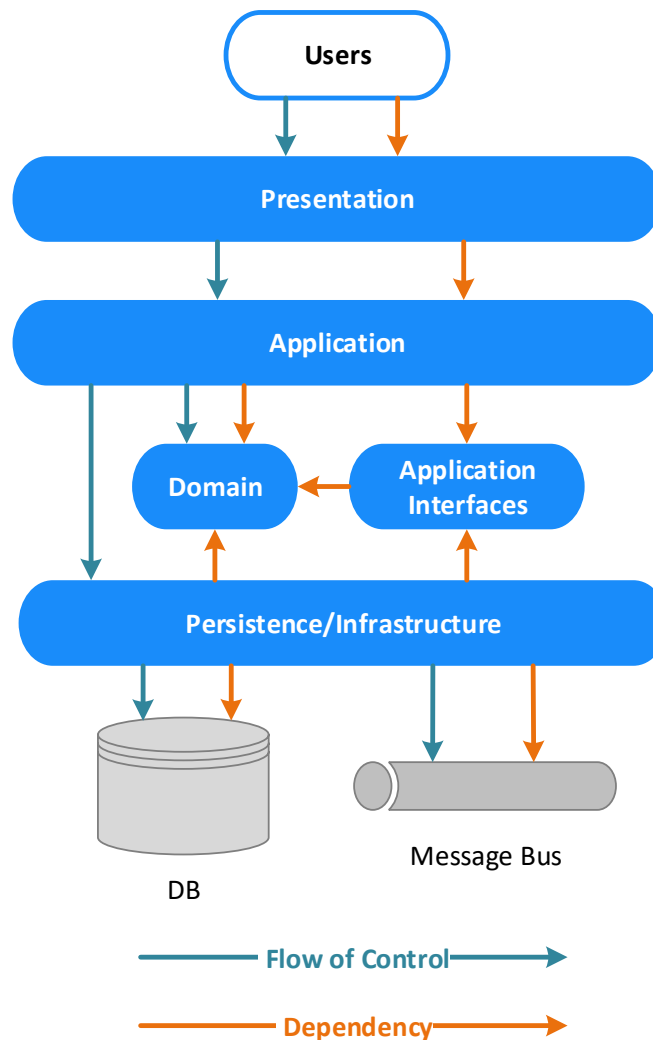 Users
Presentation
Application
Domain
Application
Interfaces
Persistence/Infrastructure
Message Bus
DB
Flow of Control
Dependency